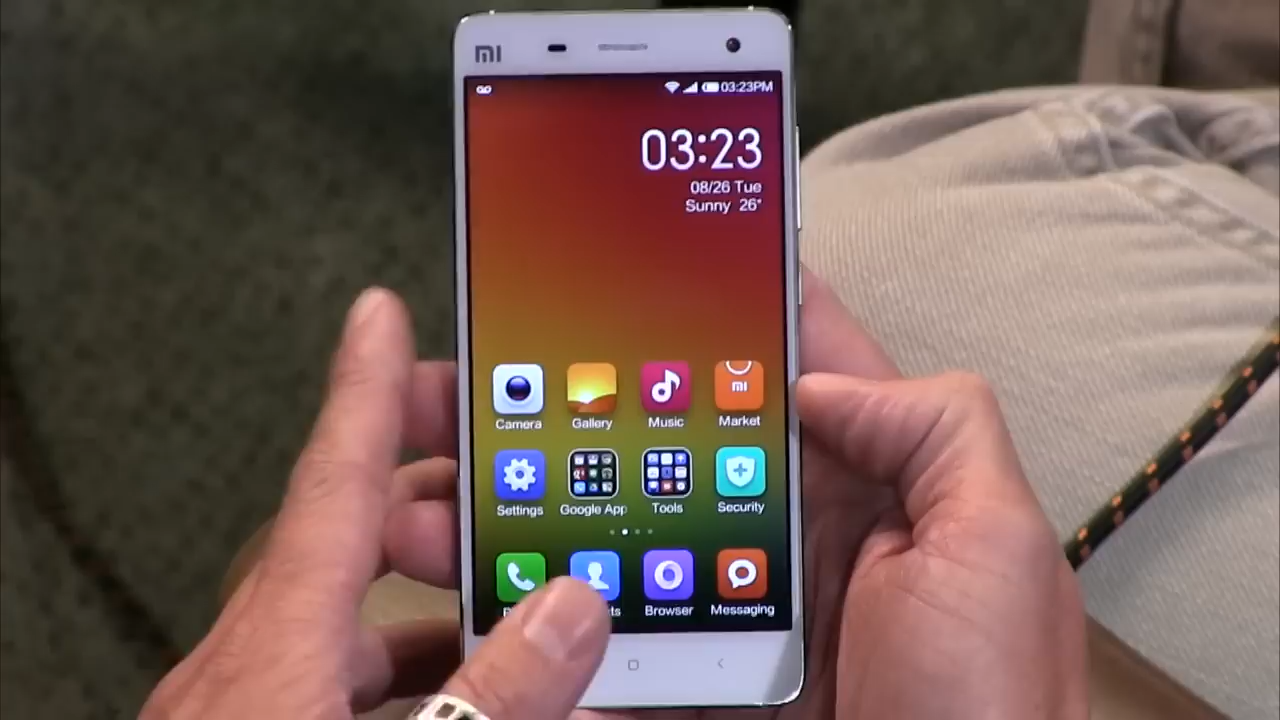 mi
03:23PM
03:23
08/26 Tue
Sunny 26°
Camera Gallery Music Market
mi
Settings Google App Tools Security
Browser Messaging